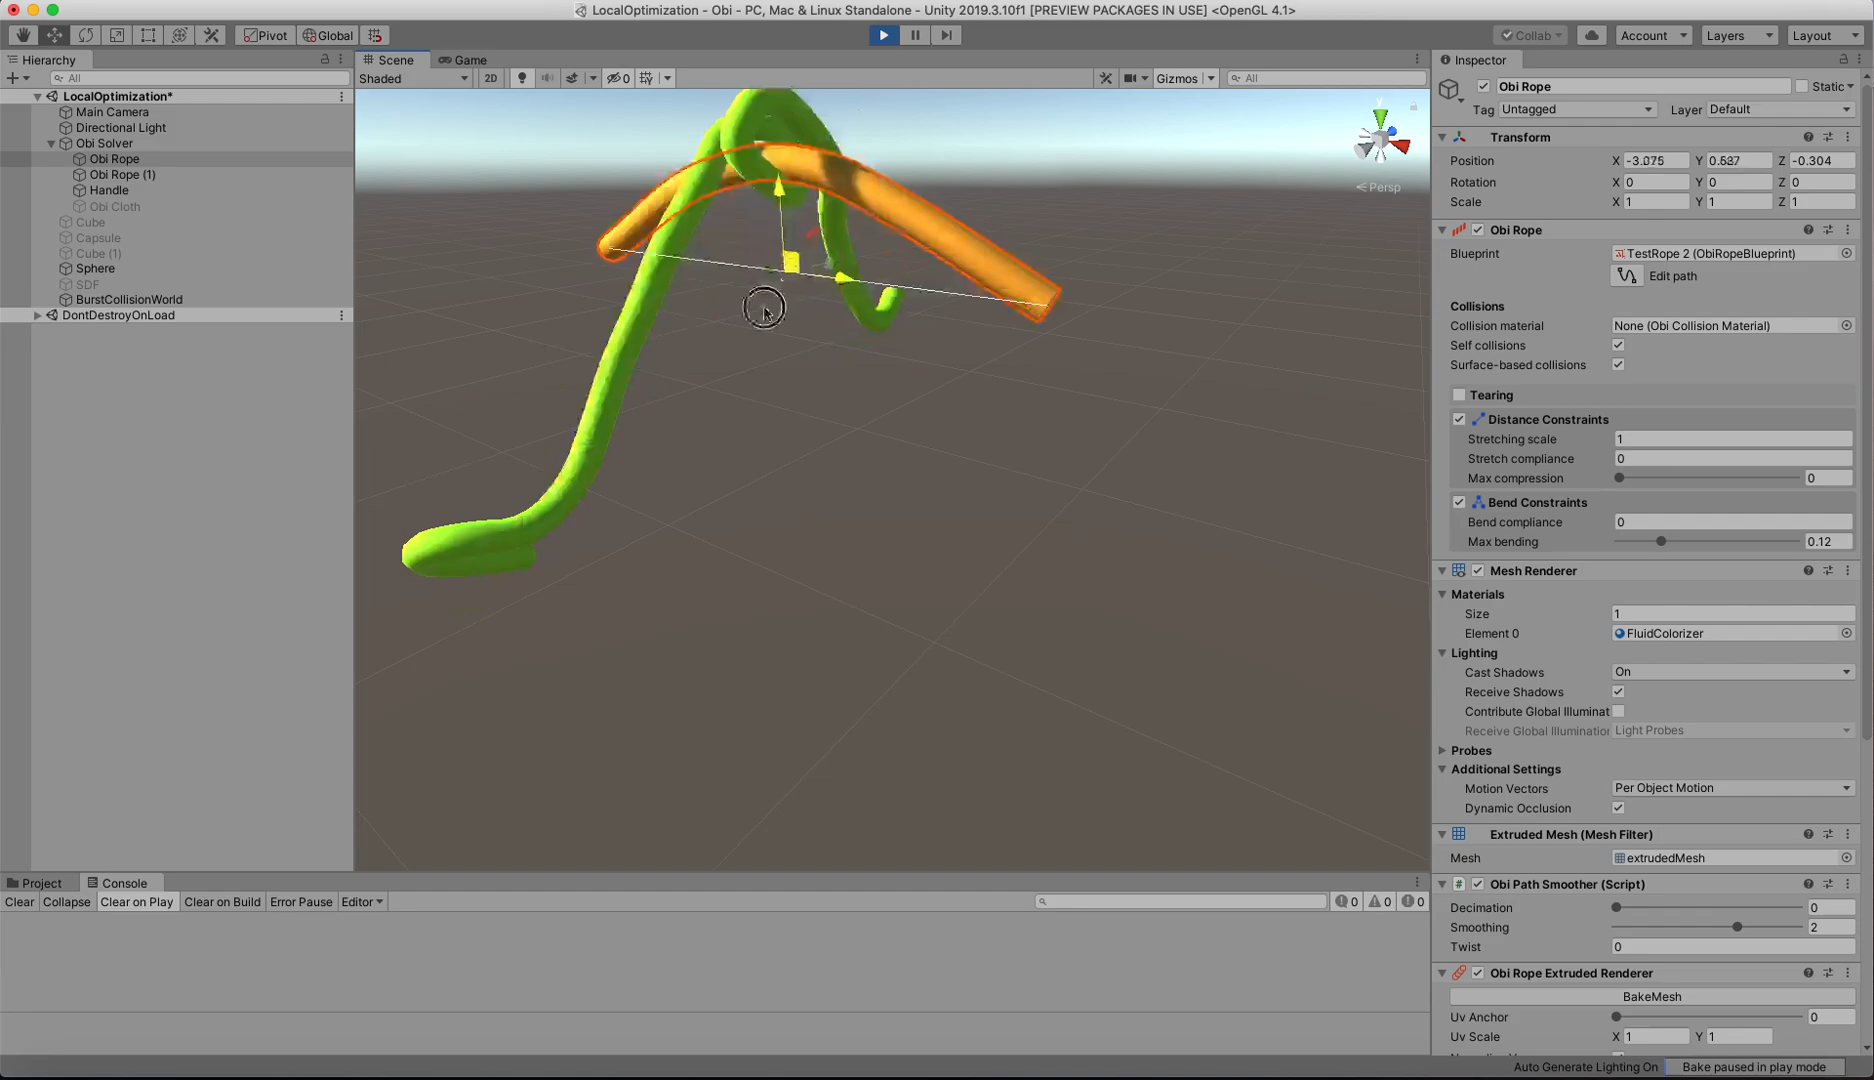 LocalOptimization - Obi - PC, Mac & Linux Standalone - Unity 2019.3.10f1 [PREVIEW PACKAGES IN USE] <OpenGL 4.1>
Pivot Global Collab Account Layers Layout
Hierarchy
All
LocalOptimization*
Main Camera
Directional Light
Obi Solver
Obi Rope
Obi Rope (1)
Handle
Obi Cloth
Cube
Capsule
Cube (1)
Sphere
SDF
BurstCollisionWorld
DontDestroyOnLoad
Scene Game
Shaded 2D 0 Gizmos All
y
Persp
Inspector
Obi Rope Static
Tag Untagged Layer Default
Transform
Position X -3.075 Y 0.587 Z -0.304
Rotation X 0 Y 0 Z 0
Scale X 1 Y 1 Z 1
Obi Rope
Blueprint TestRope 2 (ObiRopeBlueprint)
Edit path
Collisions
Collision material None (Obi Collision Material)
Self collisions
Surface-based collisions
Tearing
Distance Constraints
Stretching scale 1
Stretch compliance 0
Max compression 0
Bend Constraints
Bend compliance 0
Max bending 0.12
Mesh Renderer
Materials
Size 1
Element 0 FluidColorizer
Lighting
Cast Shadows On
Receive Shadows
Contribute Global Illuminat
Receive Global Illumination Light Probes
Probes
Additional Settings
Motion Vectors Per Object Motion
Dynamic Occlusion
Extruded Mesh (Mesh Filter)
Mesh extrudedMesh
Obi Path Smoother (Script)
Decimation 0
Smoothing 2
Twist 0
Obi Rope Extruded Renderer
BakeMesh
Uv Anchor 0
Uv Scale X 1 Y 1
Project Console
Clear Collapse Clear on Play Clear on Build Error Pause Editor 0 0 0
Auto Generate Lighting On Bake paused in play mode